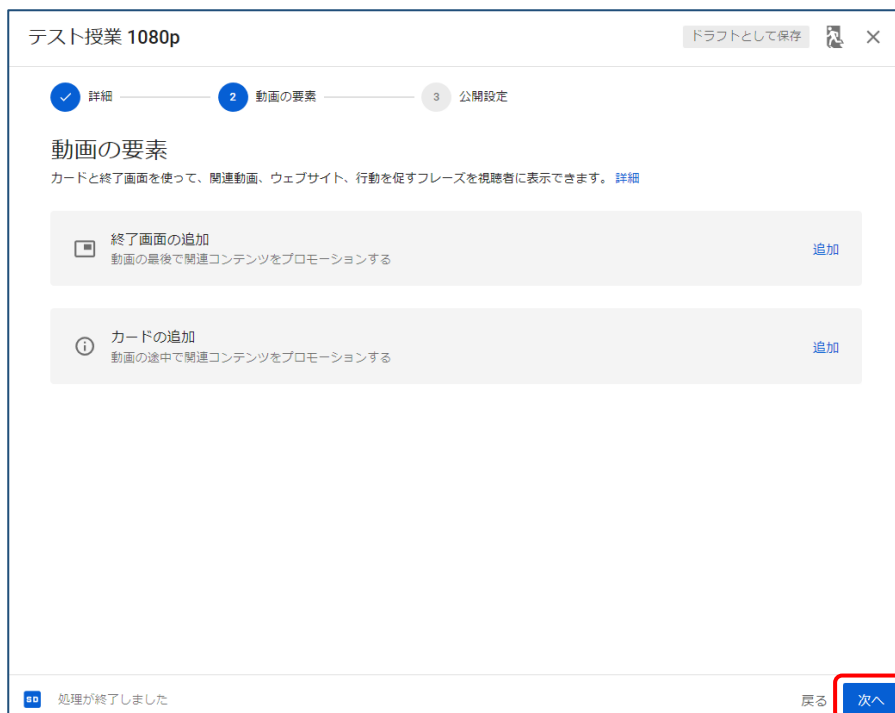 テスト授業 1080p
ドラフトとして保存
詳細
2 動画の要素
3 公開設定
動画の要素
カードと終了画面を使って、関連動画、ウェブサイト、行動を促すフレーズを視聴者に表示できます。 詳細
終了画面の追加
動画の最後で関連コンテンツをプロモーションする
追加
カードの追加
動画の途中で関連コンテンツをプロモーションする
追加
SD 処理が終了しました
戻る
次へ